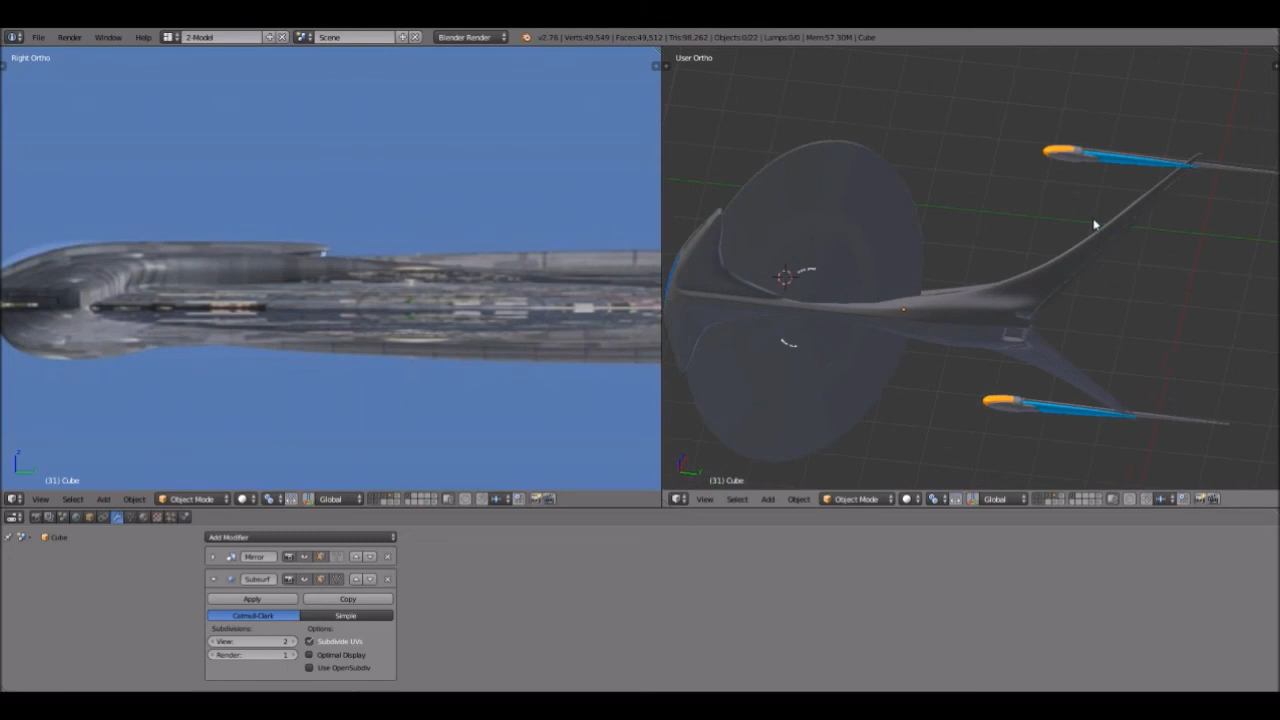 File Render Window Help 2-Model Scene Blender Render v2.76 | Verts:49,549 | Faces:49,512 | Tris:98,262 | Objects:0/22 | Lamps:0/0 | Mem:57.30M | Cube
Right Ortho
User Ortho
(31) Cube
(31) Cube
View Select Add Object Object Mode Global
View Select Add Object Object Mode Global
Cube
Add Modifier
Mirror
Subsurf
Apply Copy
Catmull-Clark Simple
Subdivisions: Options:
View: 2 Subdivide UVs
Render: 1 Optimal Display
Use OpenSubdiv